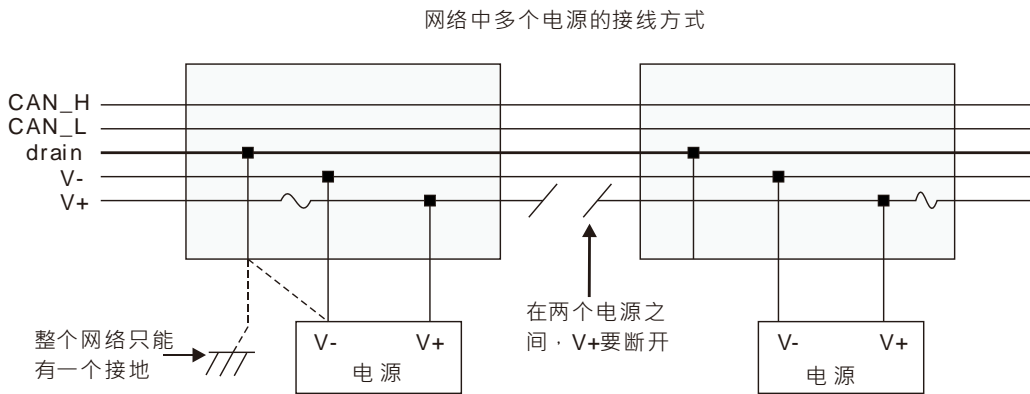 网络中多个电源的接线方式
CAN_H
CAN_L
drain
V-
V+
整个网络只能
有一个接地
V- V+
电源
在两个电源之
间，V+要断开
V- V+
电源